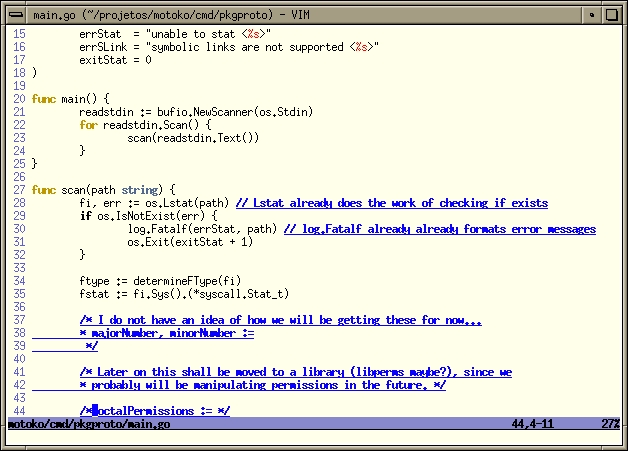 main.go (~/projetos/motoko/cmd/pkgproto) - VIM
15 errStat = "unable to stat <%s>"
16 errSLink = "symbolic links are not supported <%s>"
17 exitStat = 0
18 )
19
20 func main() {
21 readstdin := bufio.NewScanner(os.Stdin)
22 for readstdin.Scan() {
23 scan(readstdin.Text())
24 }
25 }
26
27 func scan(path string) {
28 fi, err := os.Lstat(path) // Lstat already does the work of checking if exists
29 if os.IsNotExist(err) {
30 log.Fatalf(errStat, path) // log.Fatalf already already formats error messages
31 os.Exit(exitStat + 1)
32 }
33
34 ftype := determineFType(fi)
35 fstat := fi.Sys().(*syscall.Stat_t)
36
37 /* I do not have an idea of how we will be getting these for now...
38 * majorNumber, minorNumber :=
39 */
40
41 /* Later on this shall be moved to a library (libperms maybe?), since we
42 * probably will be manipulating permissions in the future. */
43
44 /* octalPermissions := */
motoko/cmd/pkgproto/main.go 44,4-11 27%